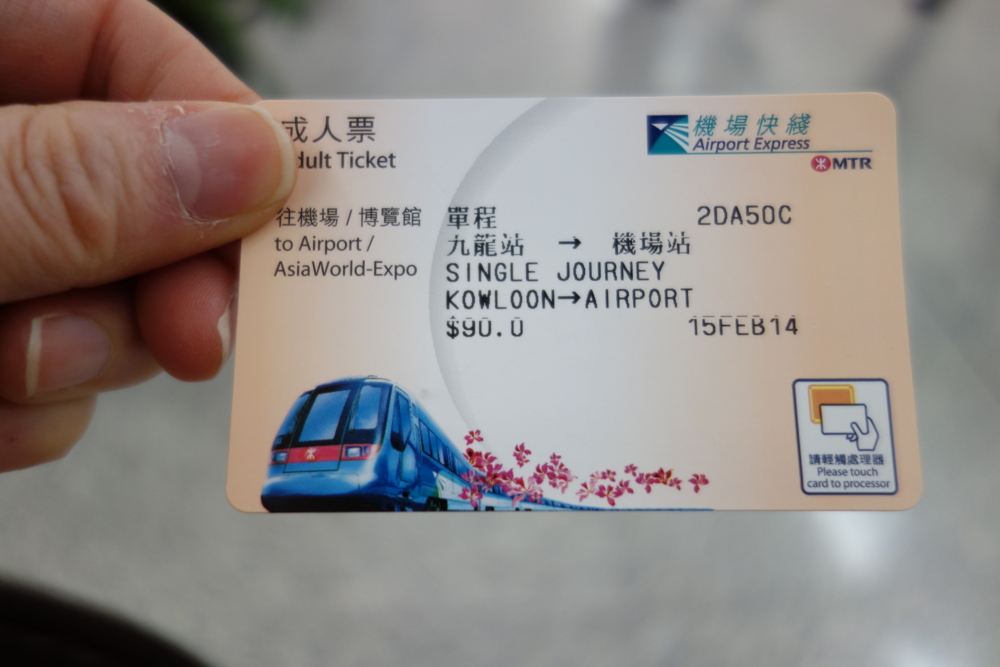 成人票
Adult Ticket
機場快綫
Airport Express
MTR
往機場 / 博覽館
to Airport /
AsiaWorld-Expo
單程 2DA50C
九龍站 → 機場站
SINGLE JOURNEY
KOWLOON→AIRPORT
$90.0 15FEB14
請輕觸處理器
Please touch
card to processor